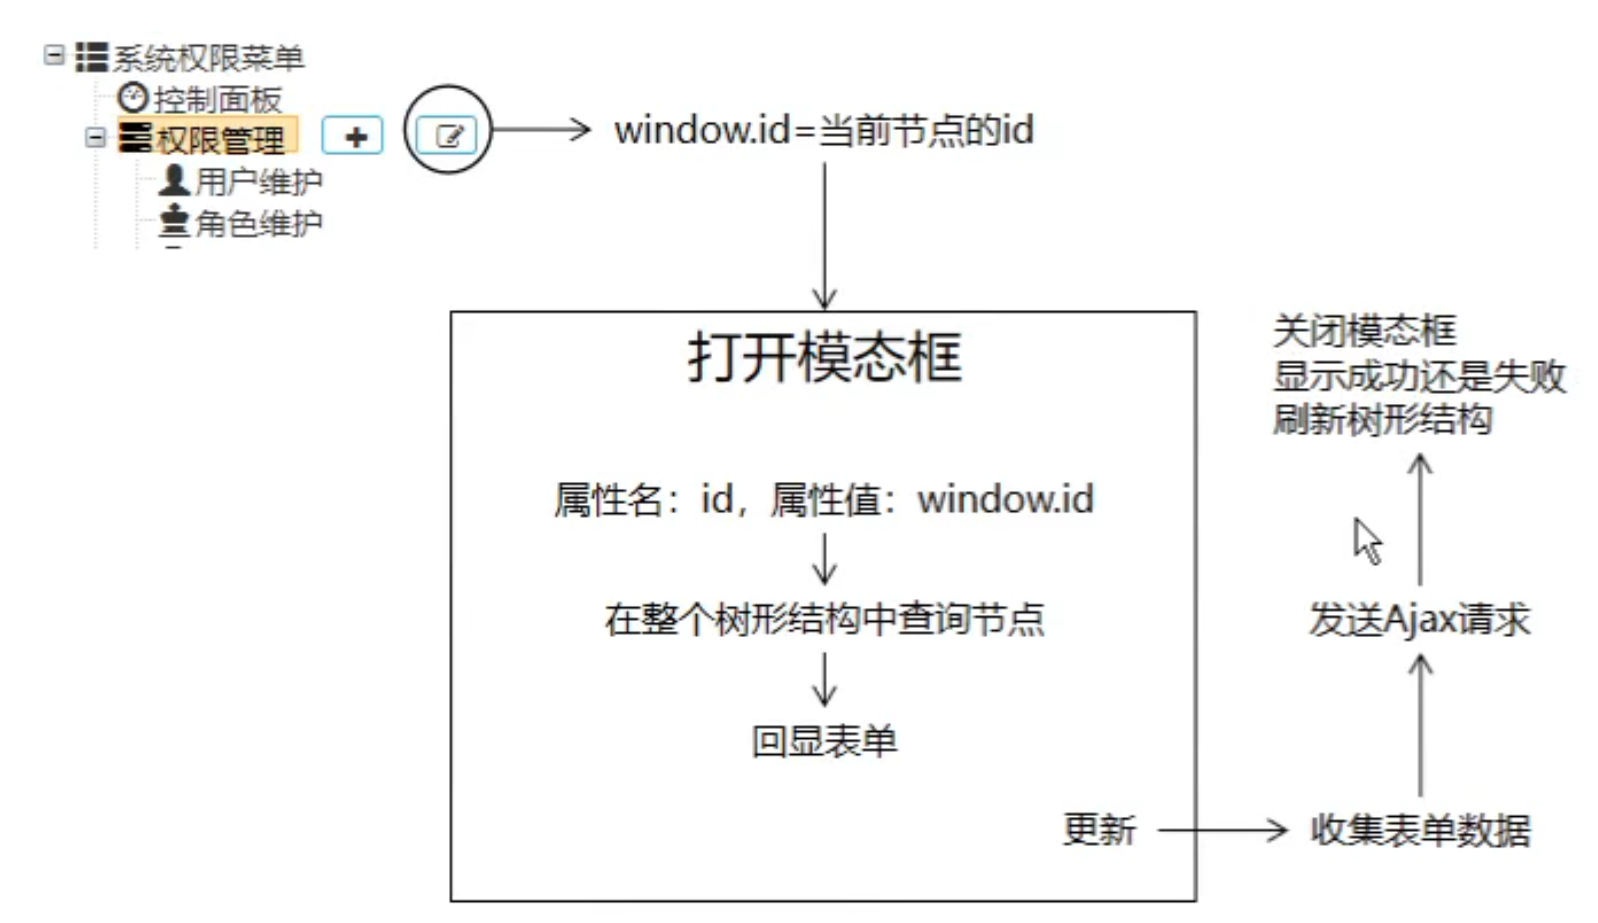 系统权限菜单
控制面板
权限管理
用户维护
角色维护
window.id=当前节点的id
打开模态框
属性名：id，属性值：window.id
在整个树形结构中查询节点
回显表单
更新
收集表单数据
发送Ajax请求
关闭模态框
显示成功还是失败
刷新树形结构